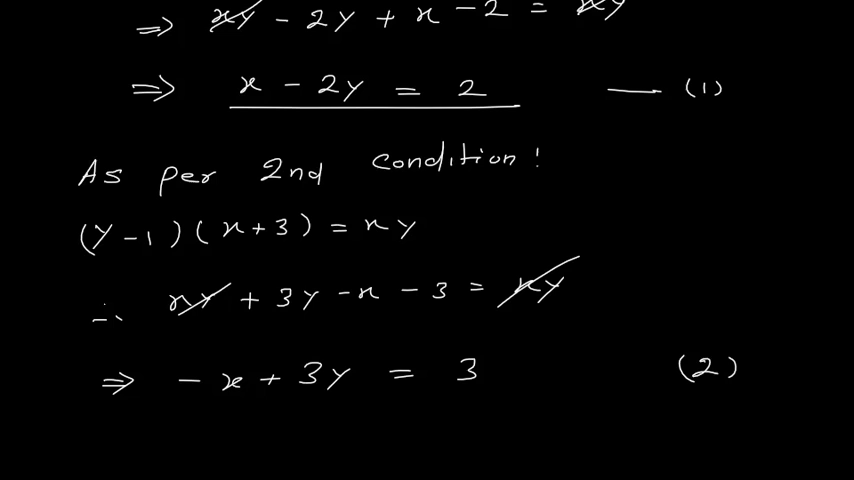 ⇒ xy - 2y + x - 2 = xy
⇒ x - 2y = 2 — (1)
As per 2nd condition!
(y-1)(x+3) = xy
∴ xy + 3y - x - 3 = xy
⇒ - x + 3y = 3 (2)